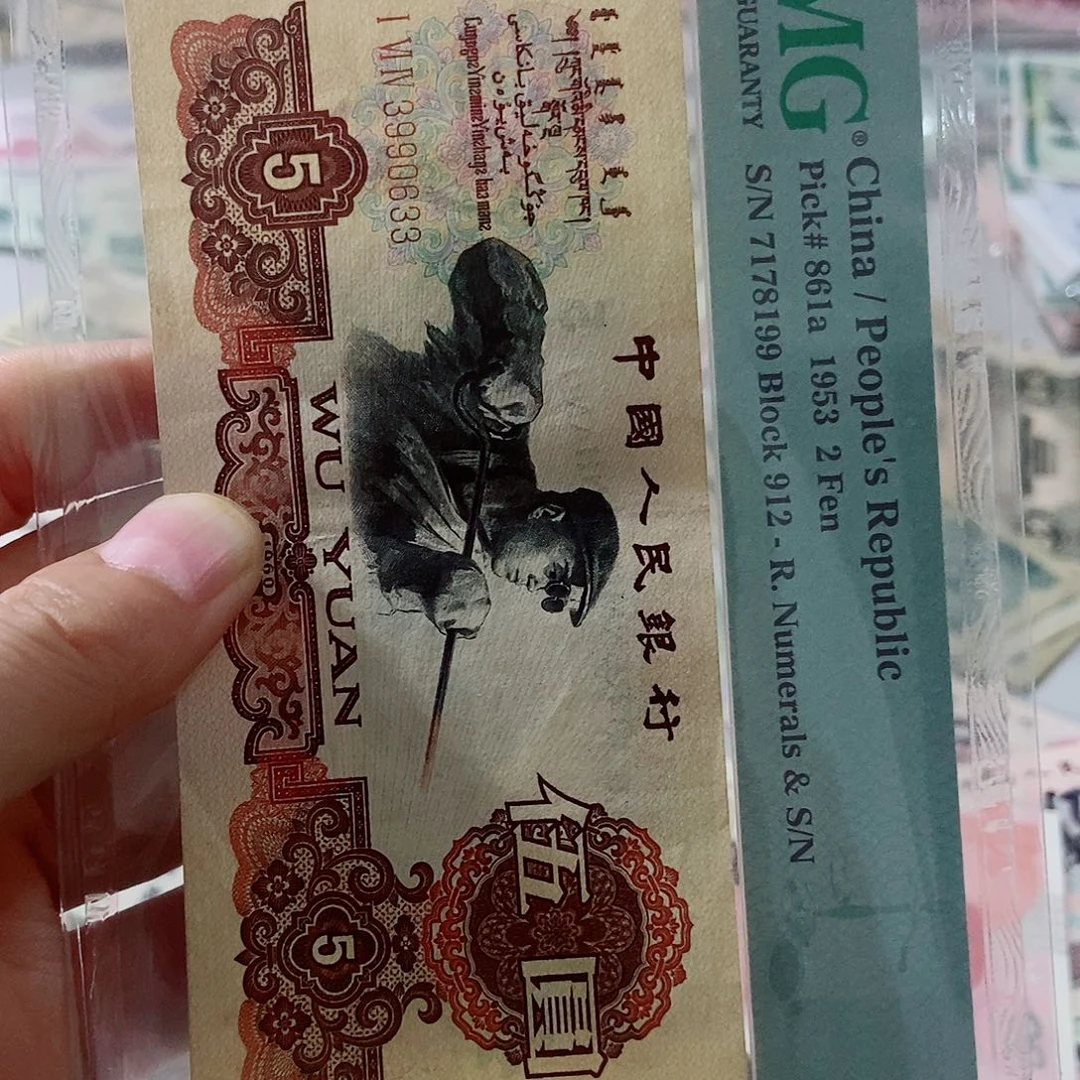 MG®
GUARANTY
China / People's Republic
Pick# 861a 1953 2 Fen
S/N 7178199 Block 912 - R. Numerals & S/N
中國人民銀行
3990633
伍圓
5
WU YUAN
5
1960